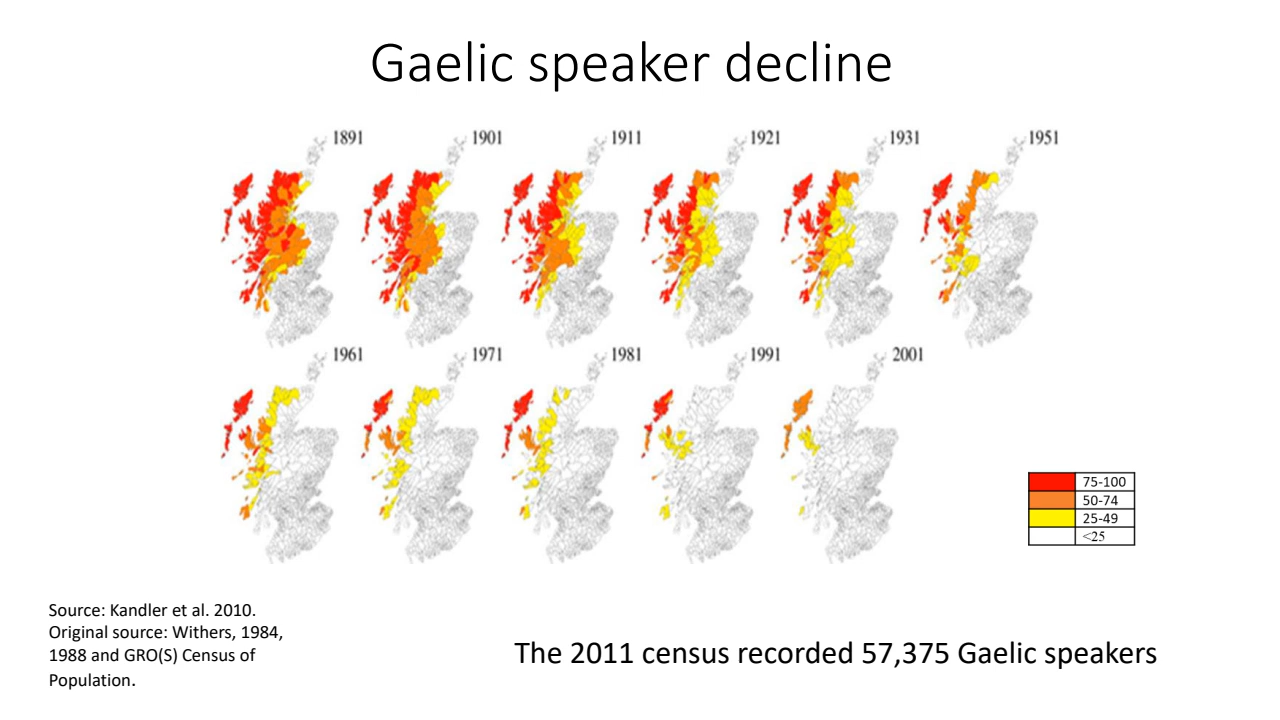 Gaelic speaker decline
1891
1901
1911
1921
1931
1951
1961
1971
1981
1991
2001
75-100
50-74
25-49
<25
Source: Kandler et al. 2010.
Original source: Withers, 1984,
1988 and GRO(S) Census of
Population.
The 2011 census recorded 57,375 Gaelic speakers